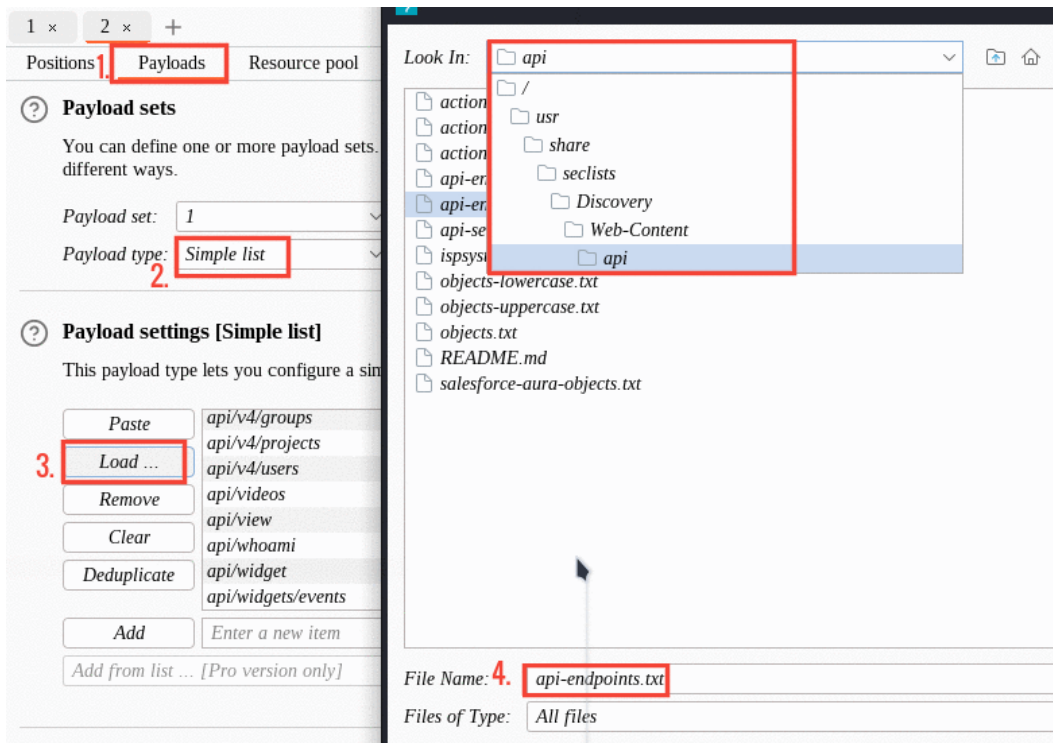 1 × 2 × +
Positions 1. Payloads Resource pool
? Payload sets
You can define one or more payload sets.
different ways.
Payload set: 1
Payload type: Simple list
2.
? Payload settings [Simple list]
This payload type lets you configure a sim
Paste
3. Load ...
Remove
Clear
Deduplicate
api/v4/groups
api/v4/projects
api/v4/users
api/videos
api/view
api/whoami
api/widget
api/widgets/events
Add Enter a new item
Add from list ... [Pro version only]
Look In: api
/
usr
share
seclists
Discovery
Web-Content
api
action
action
action
api-en
api-en
api-se
ispsyst
objects-lowercase.txt
objects-uppercase.txt
objects.txt
README.md
salesforce-aura-objects.txt
File Name: 4. api-endpoints.txt
Files of Type: All files